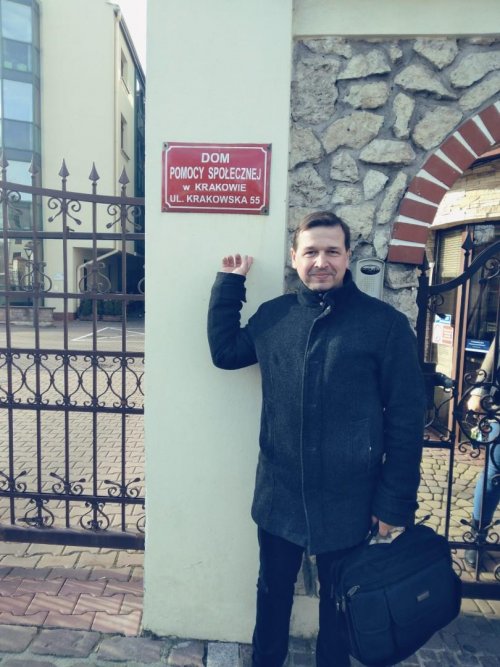 DOM
POMOCY SPOŁECZNEJ
w KRAKOWIE
UL. KRAKOWSKA 55